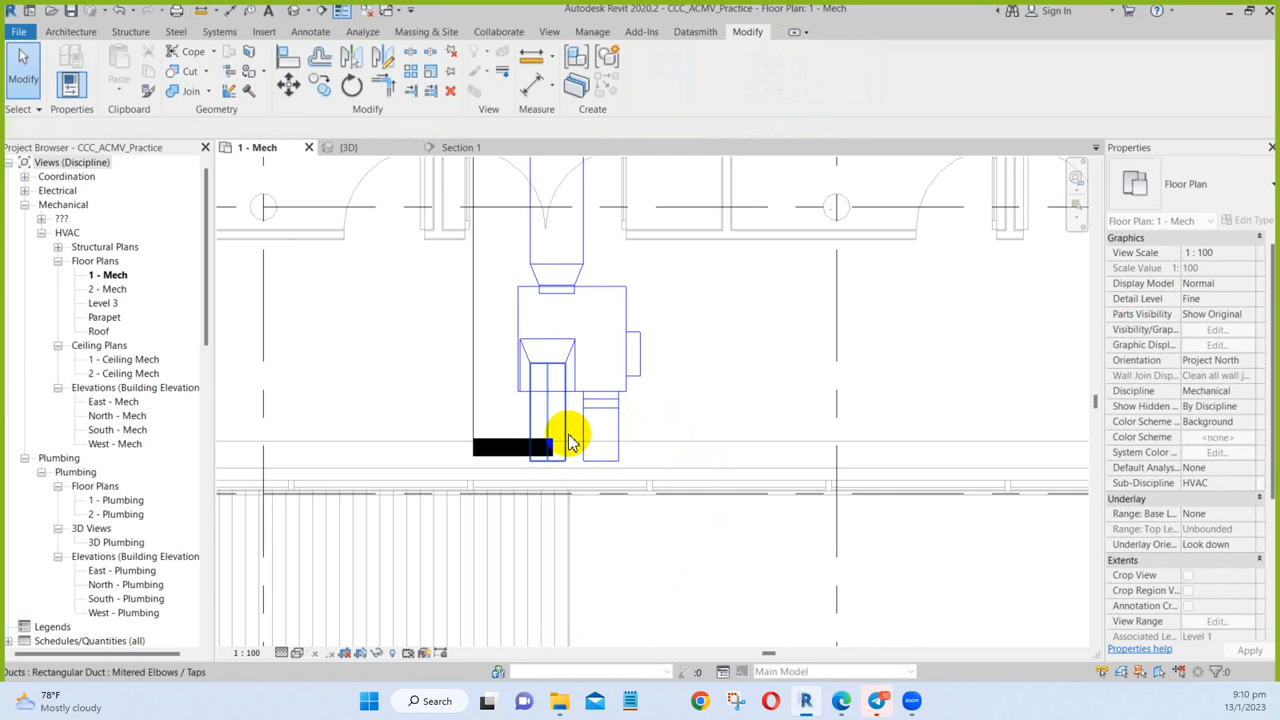 Autodesk Revit 2020.2 - CCC_ACMV_Practice - Floor Plan: 1 - Mech
Sign In
File Architecture Structure Steel Systems Insert Annotate Analyze Massing & Site Collaborate View Manage Add-Ins Datasmith Modify
Cope
Cut
Join
Modify
Paste
Select Properties Clipboard Geometry Modify View Measure Create
Project Browser - CCC_ACMV_Practice
1 - Mech
{3D}
Section 1
Properties
Views (Discipline)
Coordination
Electrical
Mechanical
???
HVAC
Structural Plans
Floor Plans
1 - Mech
2 - Mech
Level 3
Parapet
Roof
Ceiling Plans
1 - Ceiling Mech
2 - Ceiling Mech
Elevations (Building Elevation
East - Mech
North - Mech
South - Mech
West - Mech
Plumbing
Plumbing
Floor Plans
1 - Plumbing
2 - Plumbing
3D Views
3D Plumbing
Elevations (Building Elevation
East - Plumbing
North - Plumbing
South - Plumbing
West - Plumbing
Legends
Schedules/Quantities (all)
Floor Plan
Floor Plan: 1 - Mech
Edit Type
Graphics
View Scale 1 : 100
Scale Value 1: 100
Display Model Normal
Detail Level Fine
Parts Visibility Show Original
Visibility/Grap... Edit...
Graphic Displ... Edit...
Orientation Project North
Wall Join Displ... Clean all wall j...
Discipline Mechanical
Show Hidden ... By Discipline
Color Scheme ... Background
Color Scheme <none>
System Color ... Edit...
Default Analys... None
Sub-Discipline HVAC
Underlay
Range: Base L... None
Range: Top Le... Unbounded
Underlay Orie... Look down
Extents
Crop View
Crop Region V...
Annotation Cr...
View Range Edit...
Associated Le... Level 1
Properties help
Apply
1 : 100
Ducts : Rectangular Duct : Mitered Elbows / Taps
:0
Main Model
:0
78°F
Mostly cloudy
Search
zoom
9:10 pm
13/1/2023